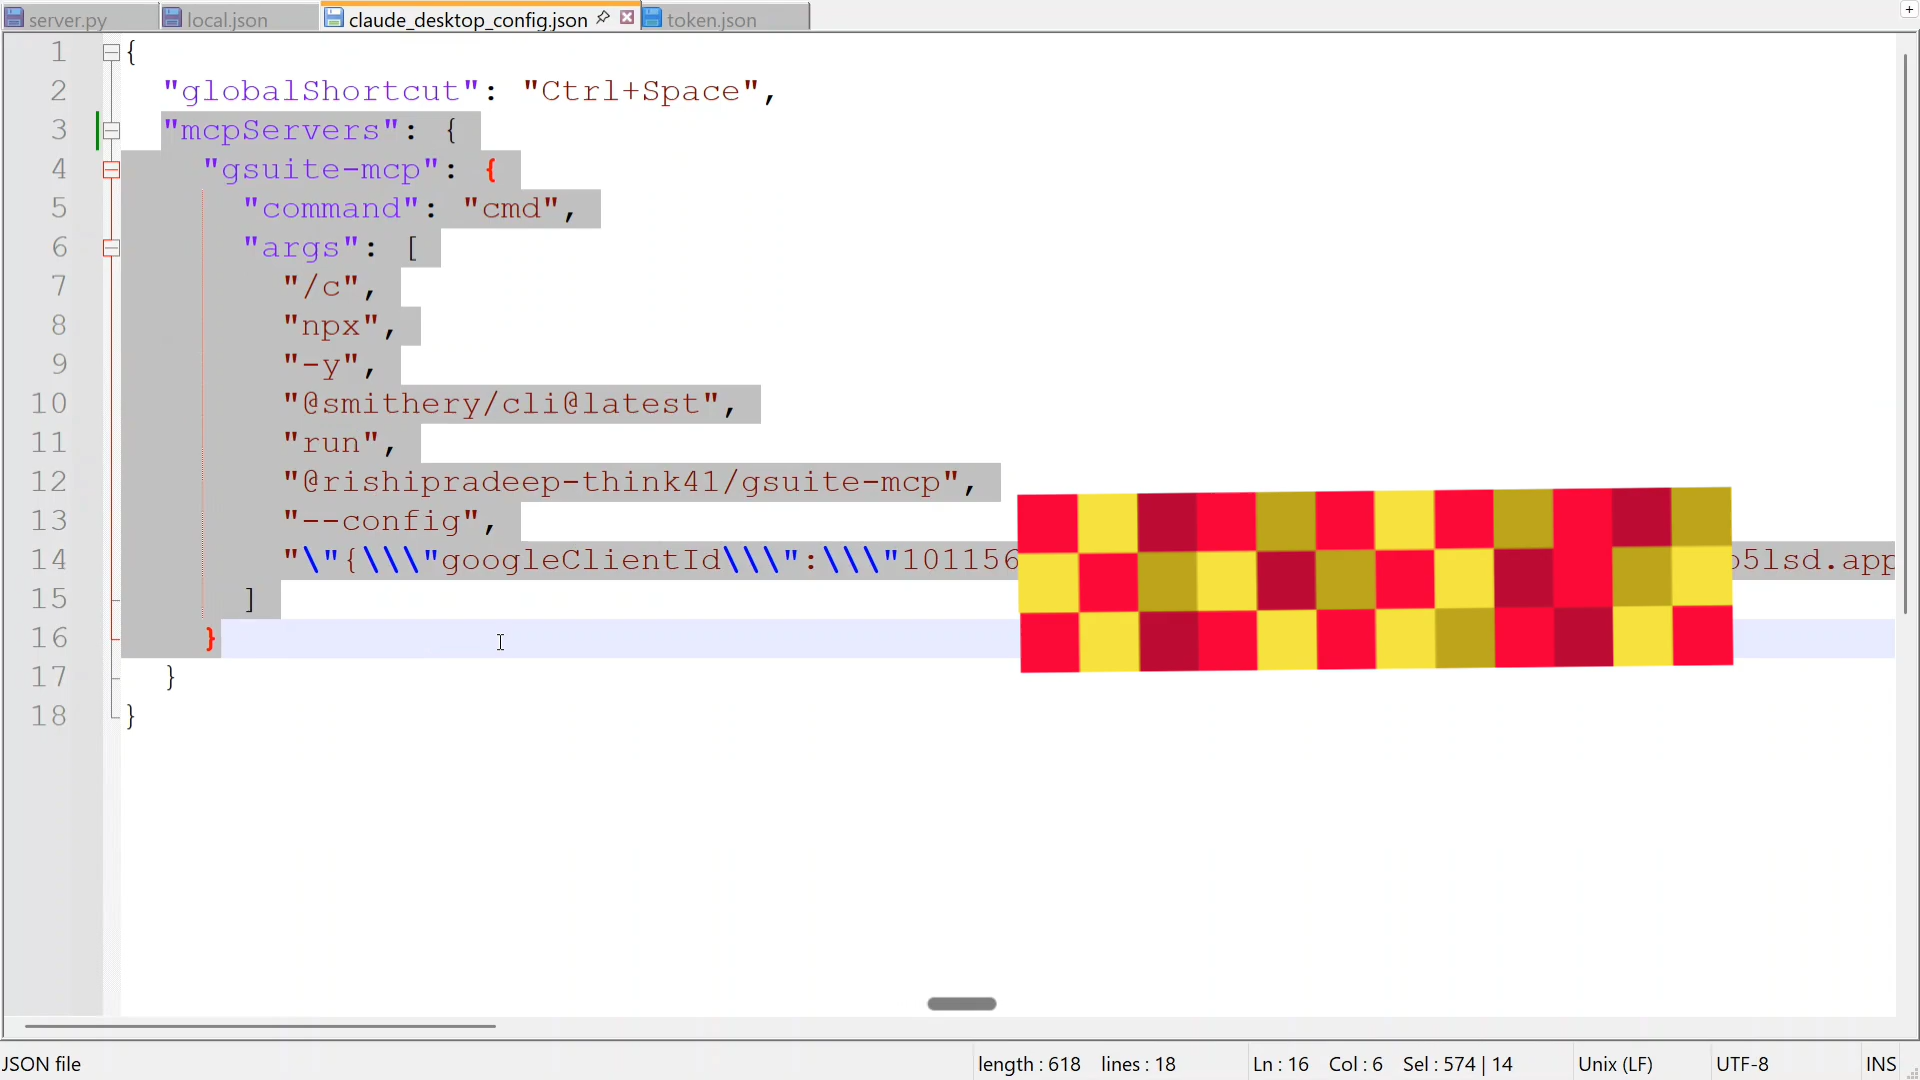 server.py local.json claude_desktop_config.json token.json +
1 {
2 "globalShortcut": "Ctrl+Space",
3 "mcpServers": {
4 "gsuite-mcp": {
5 "command": "cmd",
6 "args": [
7 "/c",
8 "npx",
9 "-y",
10 "@smithery/cli@latest",
11 "run",
12 "@rishipradeep-think41/gsuite-mcp",
13 "--config",
14 "\"{\\\"googleClientId\\\":\\\"101156 5lsd.app
15 ]
16 }
17 }
18 }
JSON file length : 618 lines : 18 Ln : 16 Col : 6 Sel : 574 | 14 Unix (LF) UTF-8 INS